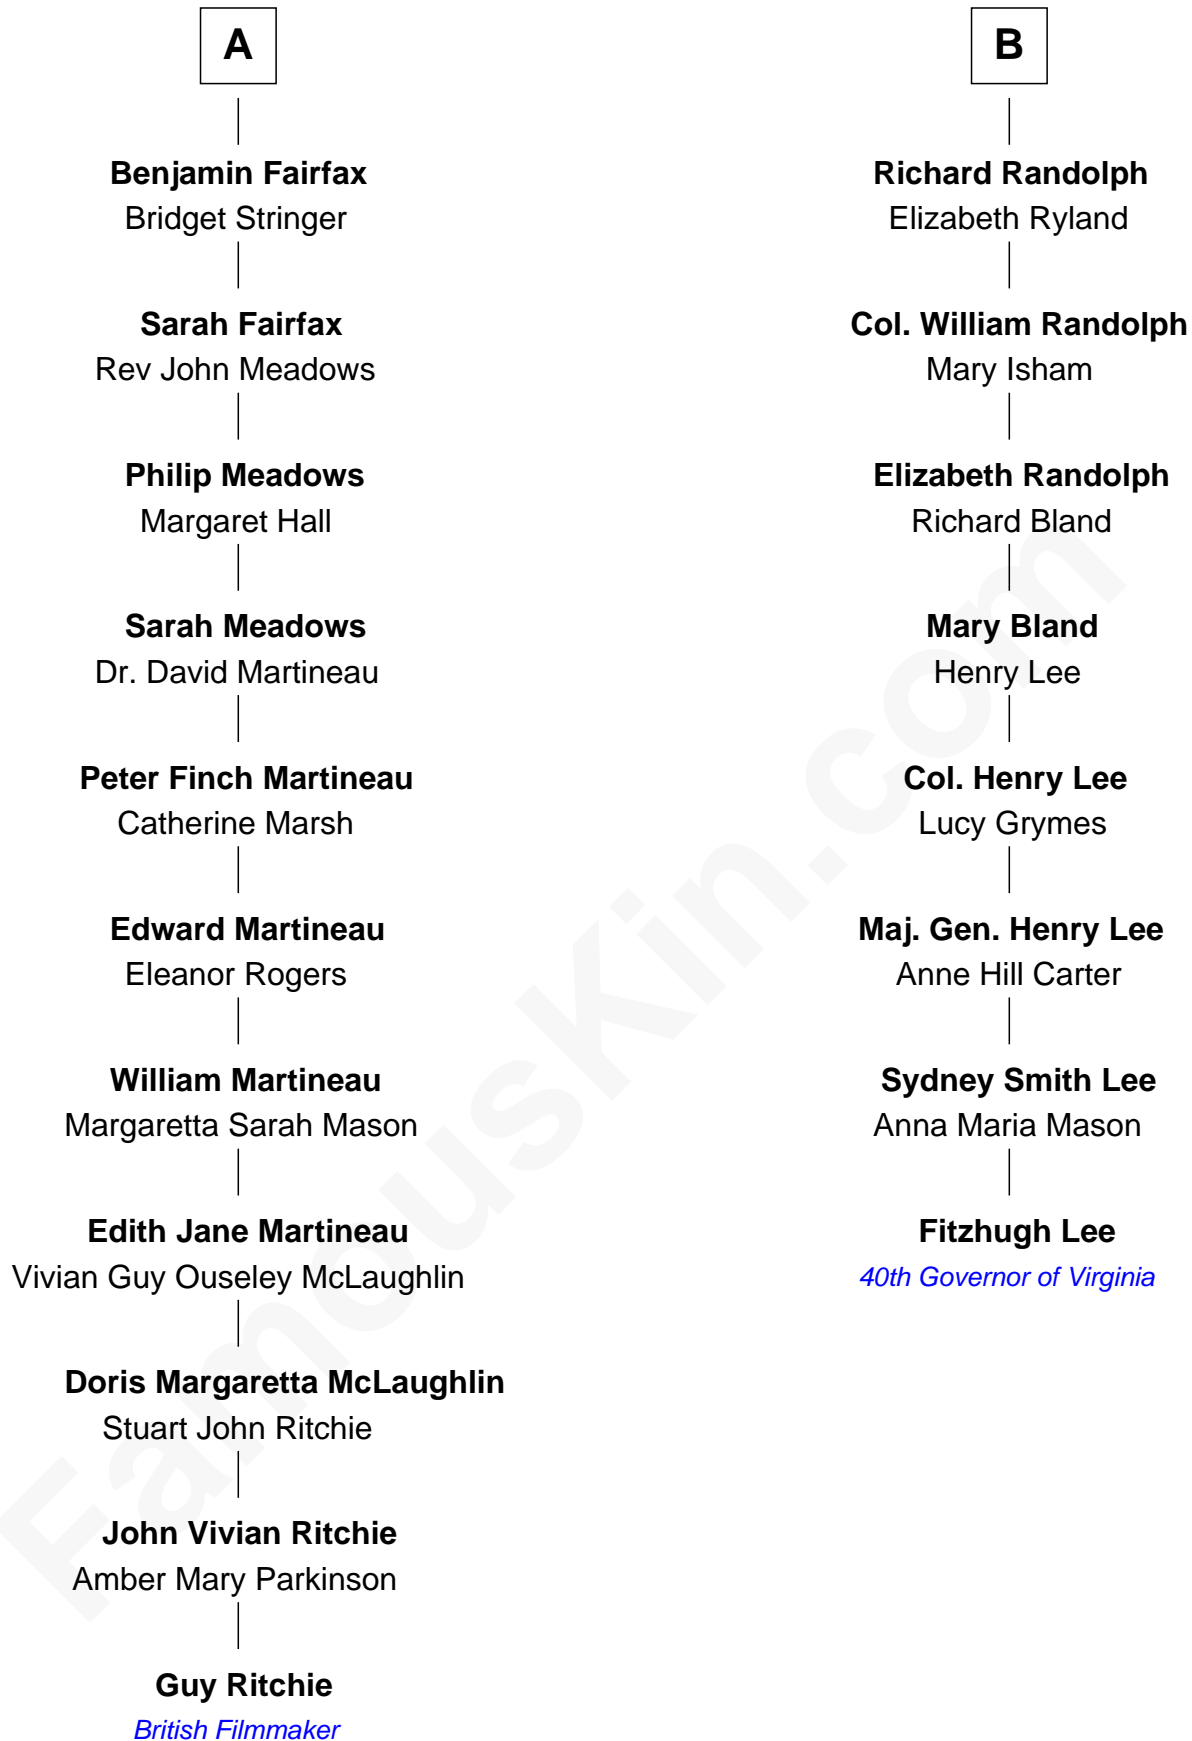 A
Benjamin Fairfax
Bridget Stringer
Sarah Fairfax
Rev John Meadows
Philip Meadows
Margaret Hall
Sarah Meadows
Dr. David Martineau
Peter Finch Martineau
Catherine Marsh
Edward Martineau
Eleanor Rogers
William Martineau
Margaretta Sarah Mason
Edith Jane Martineau
Vivian Guy Ouseley McLaughlin
Doris Margaretta McLaughlin
Stuart John Ritchie
John Vivian Ritchie
Amber Mary Parkinson
Guy Ritchie
British Filmmaker
B
Richard Randolph
Elizabeth Ryland
Col. William Randolph
Mary Isham
Elizabeth Randolph
Richard Bland
Mary Bland
Henry Lee
Col. Henry Lee
Lucy Grymes
Maj. Gen. Henry Lee
Anne Hill Carter
Sydney Smith Lee
Anna Maria Mason
Fitzhugh Lee
40th Governor of Virginia
FamousKin.com